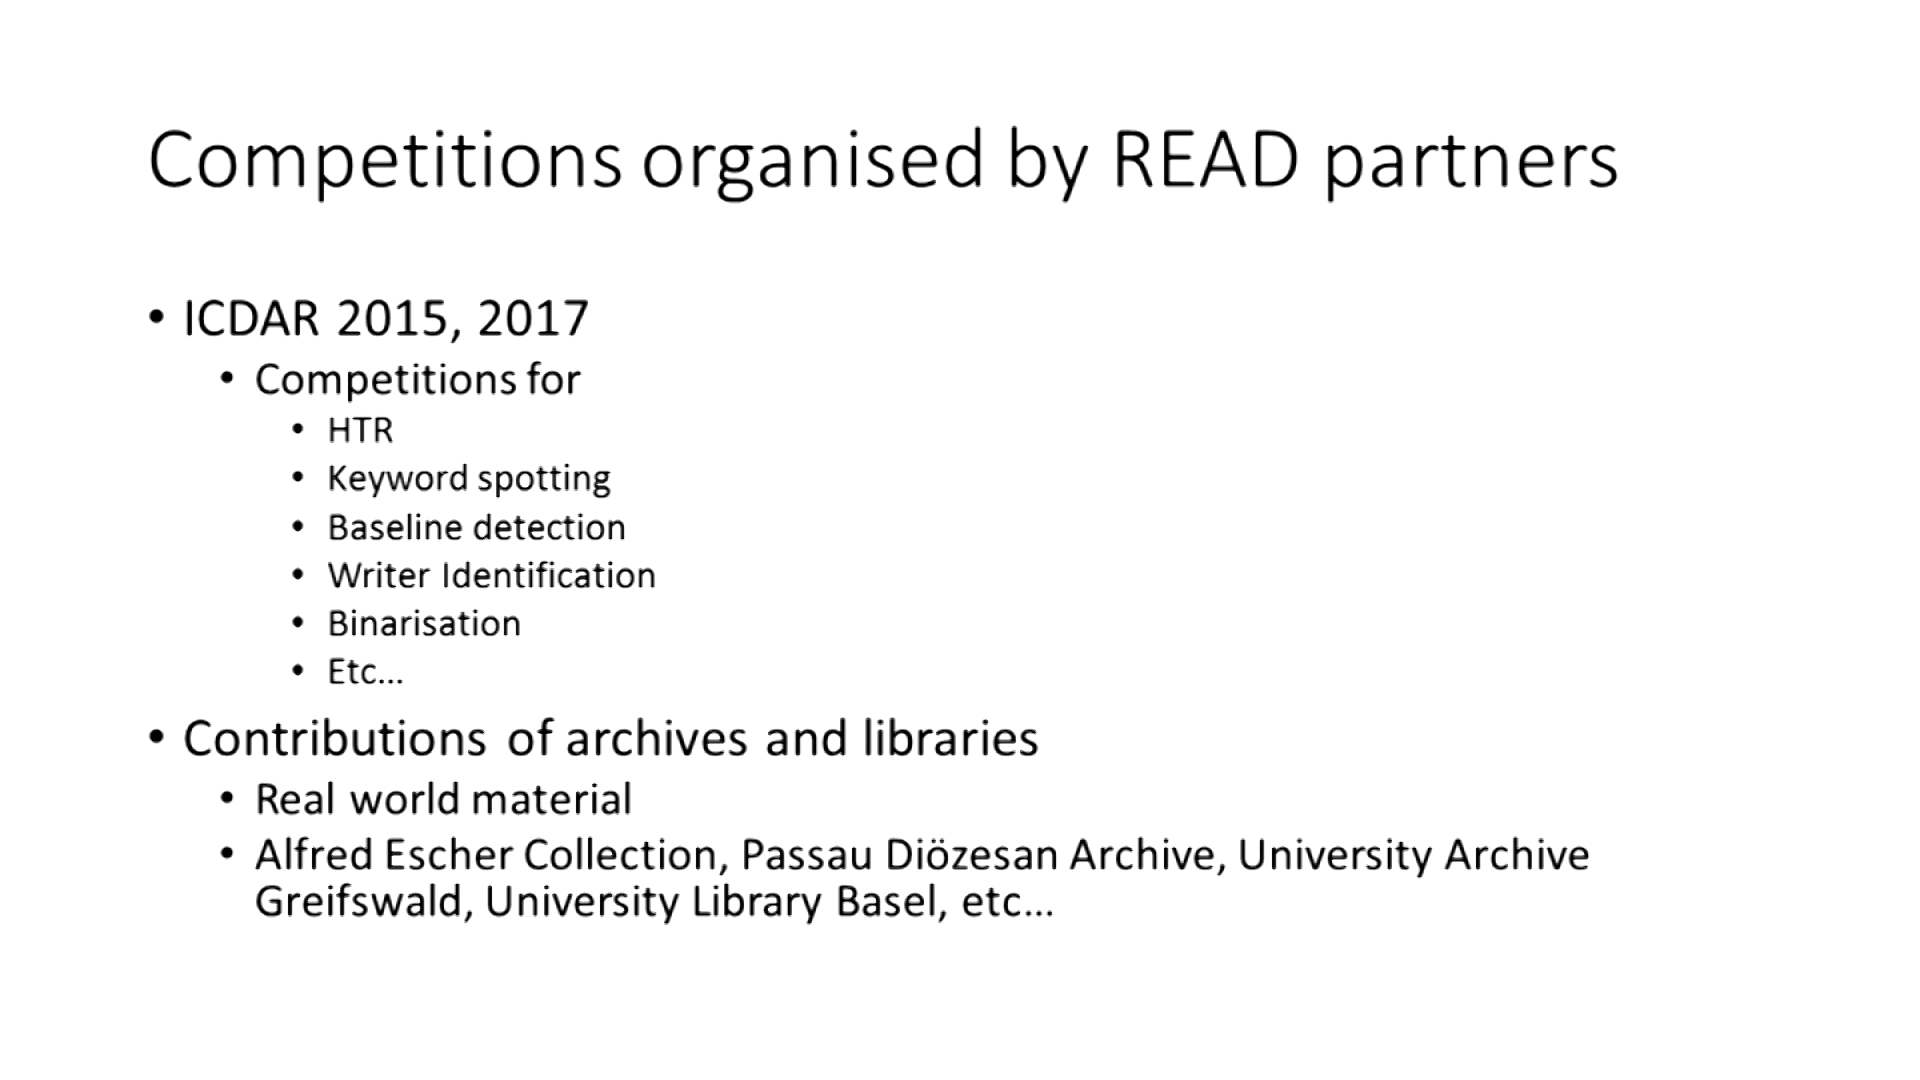 Competitions organised by READ partners
• ICDAR 2015, 2017
• Competitions for
• HTR
• Keyword spotting
• Baseline detection
• Writer Identification
• Binarisation
• Etc...
• Contributions of archives and libraries
• Real world material
• Alfred Escher Collection, Passau Diözesan Archive, University Archive
Greifswald, University Library Basel, etc...